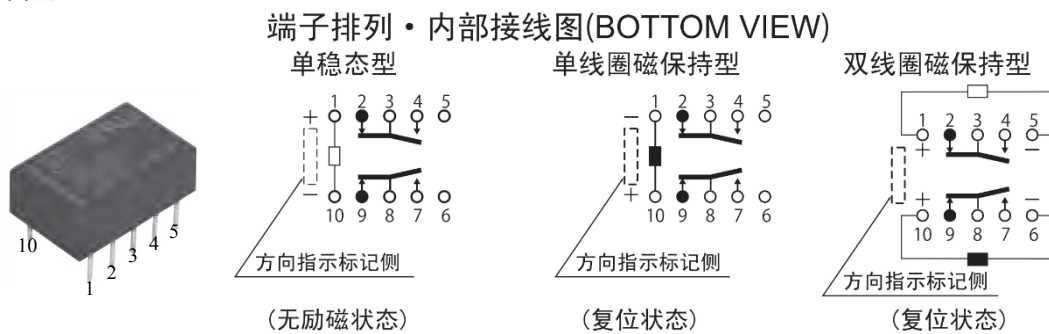 端子排列・内部接线图(BOTTOM VIEW)
单稳态型
单线圈磁保持型
双线圈磁保持型
10
1
2
3
4
5
+
1 2 3 4 5
−
10 9 8 7 6
方向指示标记侧
(无励磁状态)
−
1 2 3 4 5
+
10 9 8 7 6
方向指示标记侧
(复位状态)
1 2 3 4 5
+ −
+ −
10 9 8 7 6
方向指示标记侧
(复位状态)